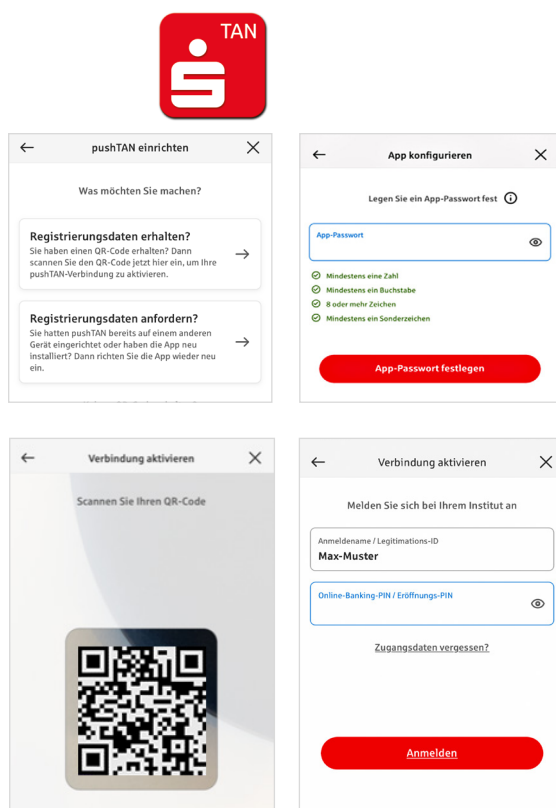 TAN
pushTAN einrichten
Was möchten Sie machen?
Registrierungsdaten erhalten?
Sie haben einen QR-Code erhalten? Dann
scannen Sie den QR-Code jetzt hier ein, um Ihre
pushTAN-Verbindung zu aktivieren.
Registrierungsdaten anfordern?
Sie hatten pushTAN bereits auf einem anderen
Gerät eingerichtet oder haben die App neu
installiert? Dann richten Sie die App wieder neu
ein.
App konfigurieren
Legen Sie ein App-Passwort fest
App-Passwort
Mindestens eine Zahl
Mindestens ein Buchstabe
8 oder mehr Zeichen
Mindestens ein Sonderzeichen
App-Passwort festlegen
Verbindung aktivieren
Scannen Sie Ihren QR-Code
Verbindung aktivieren
Melden Sie sich bei Ihrem Institut an
Anmeldename / Legitimations-ID
Max-Muster
Online-Banking-PIN / Eröffnungs-PIN
Zugangsdaten vergessen?
Anmelden